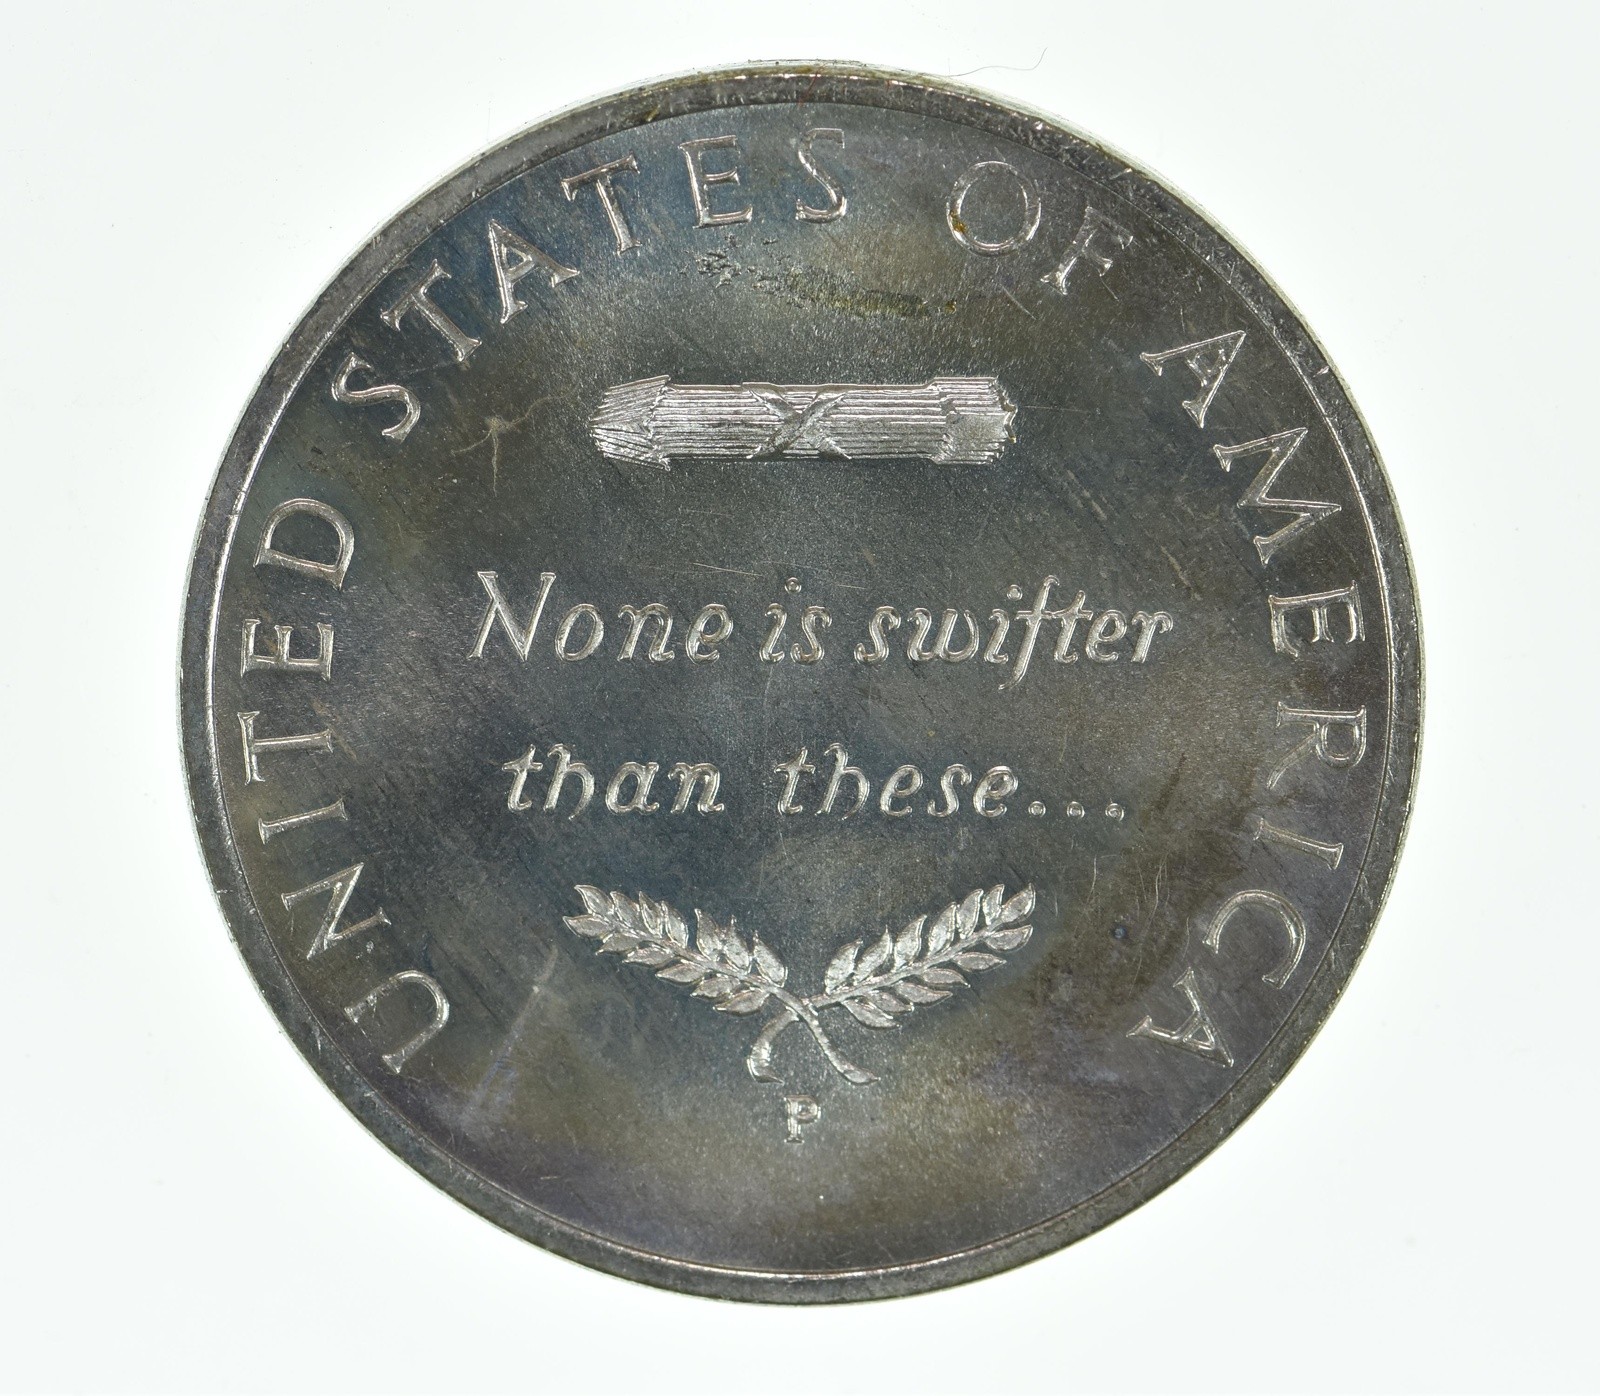 UNITED STATES OF AMERICA
None is swifter
than these...
P